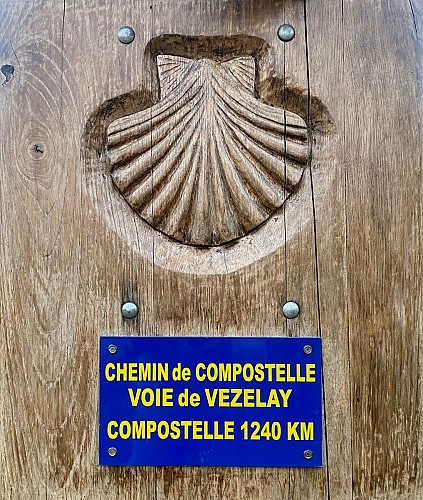 CHEMIN de COMPOSTELLE
VOIE de VEZELAY
COMPOSTELLE 1240 KM